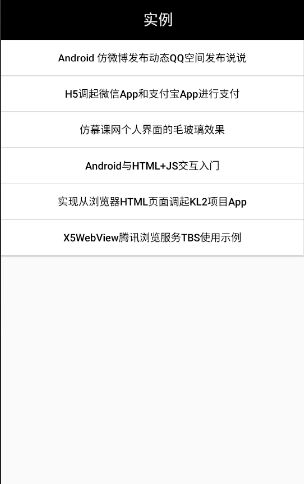 实例
Android 仿微博发布动态QQ空间发布说说
H5调起微信App和支付宝App进行支付
仿慕课网个人界面的毛玻璃效果
Android与HTML+JS交互入门
实现从浏览器HTML页面调起KL2项目App
X5WebView腾讯浏览服务TBS使用示例